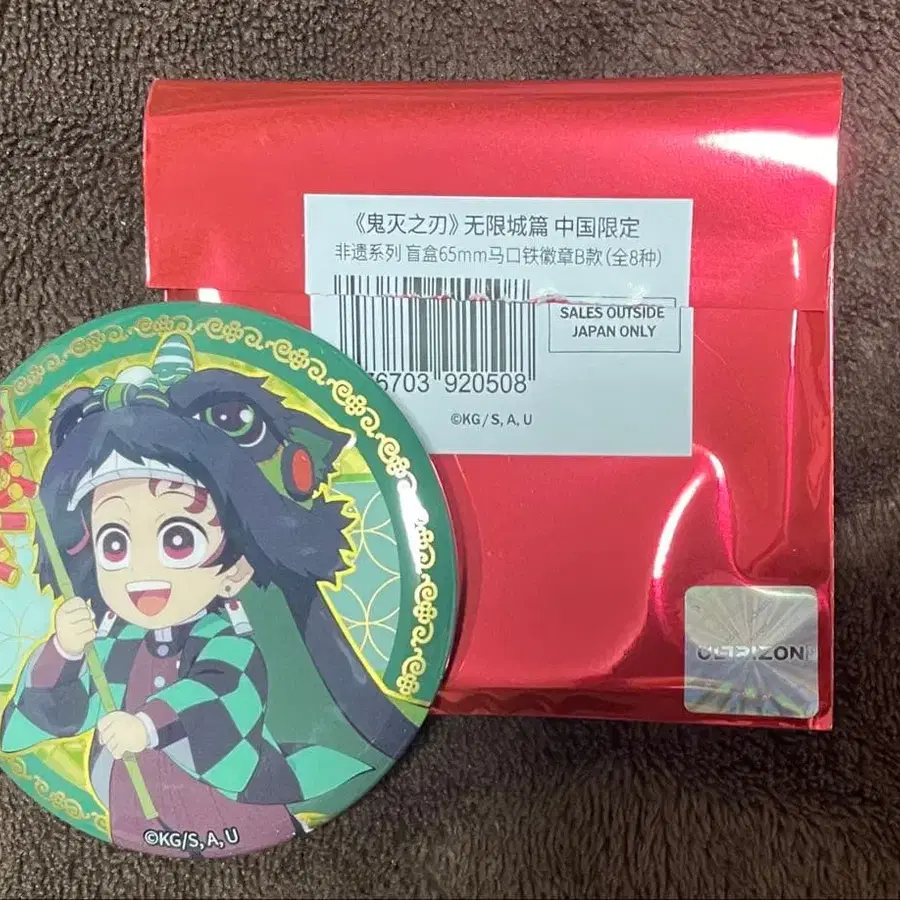 《鬼灭之刃》无限城篇 中国限定
非遗系列 盲盒65mm马口铁徽章B款(全8种)
SALES OUTSIDE
JAPAN ONLY
6703 920508
©KG/S, A, U
ULTRIZON
©KG/S, A, U